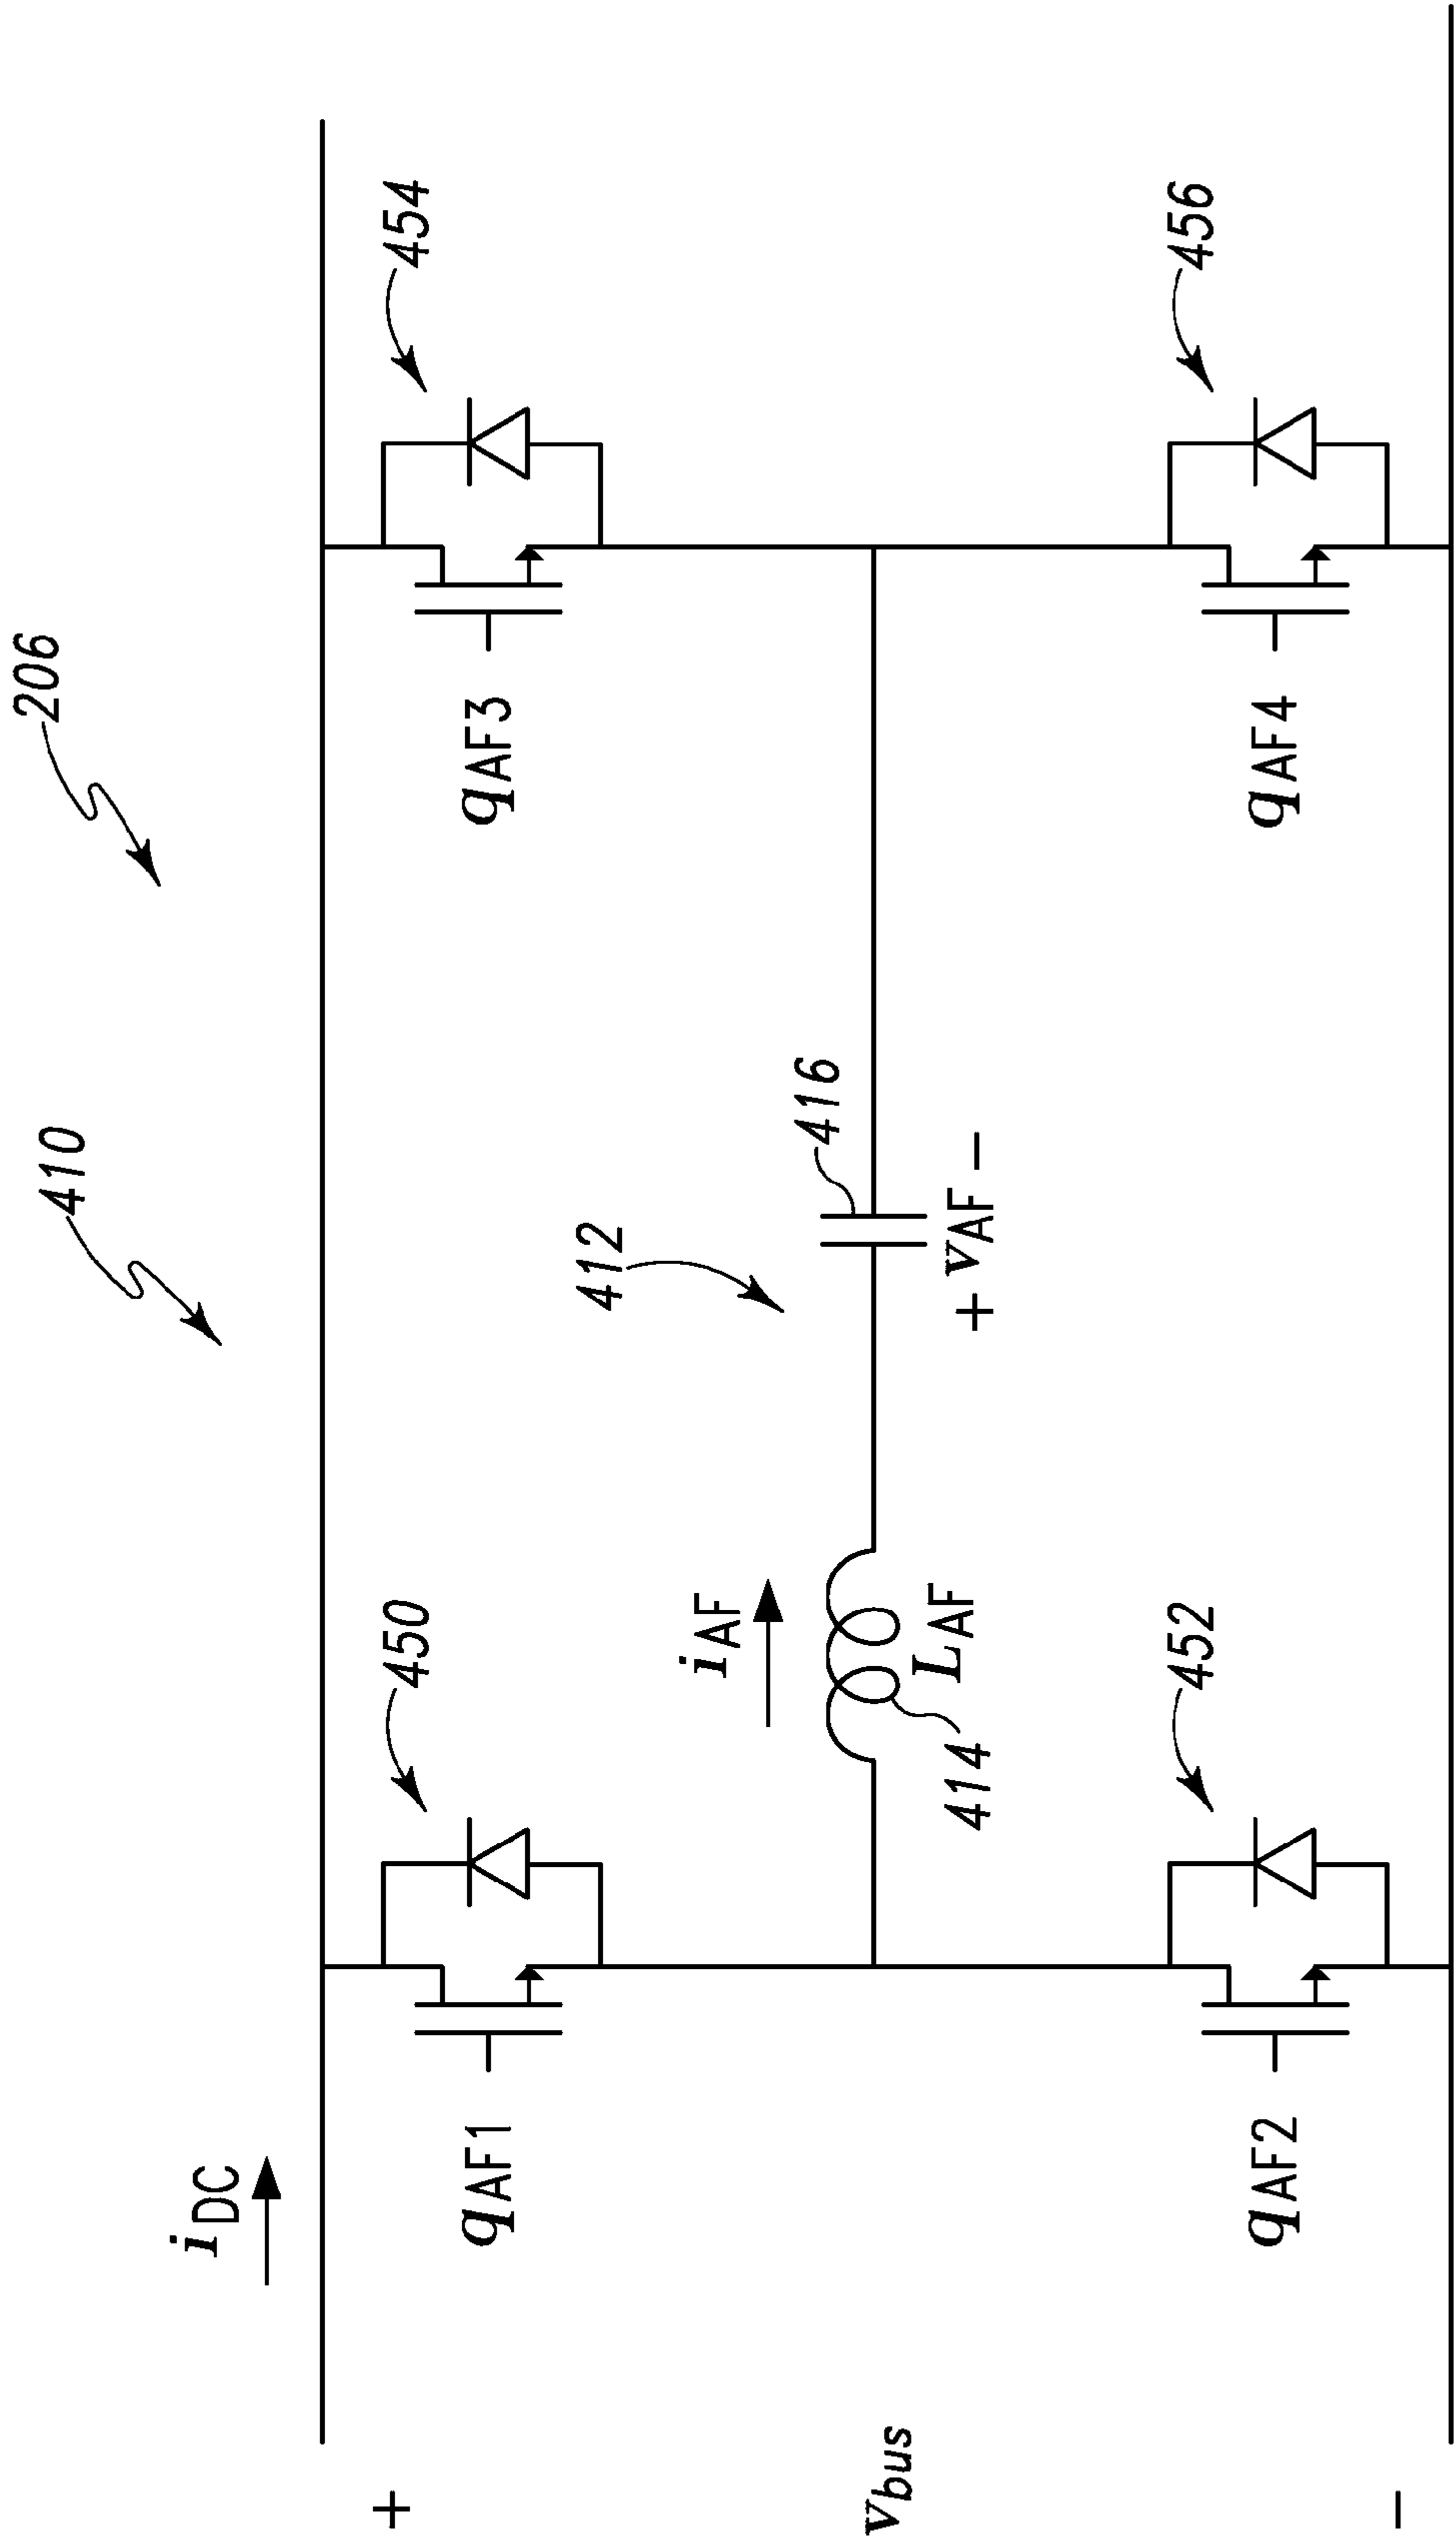 410
206
iDC
+
450
454
qAF1
qAF3
412
416
iAF
vbus
LAF
414
+ vAF −
452
456
qAF2
qAF4
−